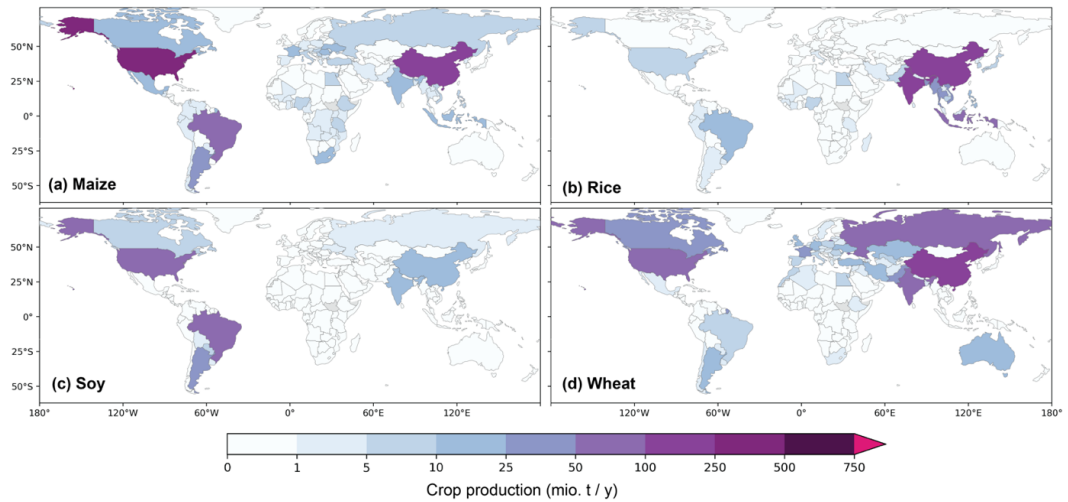 50°N
25°N
0°
25°S
50°S
(a) Maize
(b) Rice
50°N
25°N
0°
25°S
50°S
(c) Soy
(d) Wheat
180° 120°W 60°W 0° 60°E 120°E 120°W 60°W 0° 60°E 120°E 180°
0 1 5 10 25 50 100 250 500 750
Crop production (mio. t / y)